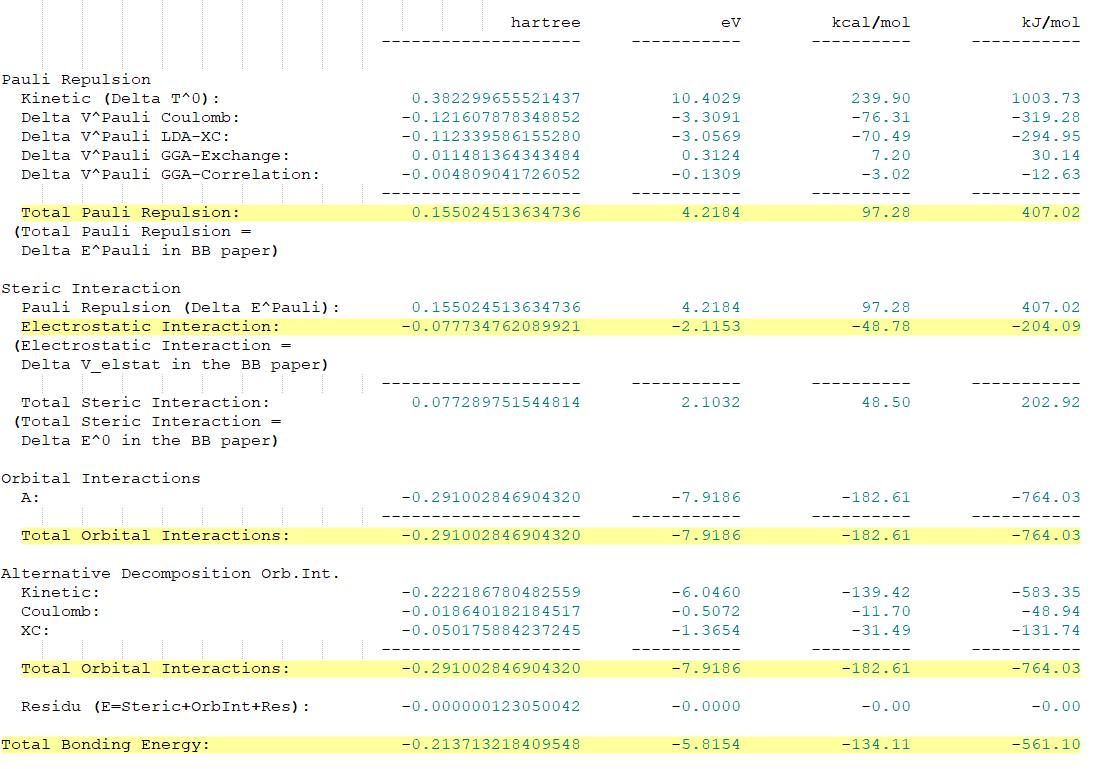 hartree eV kcal/mol kJ/mol
-------------------- ----------- ---------- -----------
Pauli Repulsion
Kinetic (Delta T^0): 0.382299655521437 10.4029 239.90 1003.73
Delta V^Pauli Coulomb: -0.121607878348852 -3.3091 -76.31 -319.28
Delta V^Pauli LDA-XC: -0.112339586155280 -3.0569 -70.49 -294.95
Delta V^Pauli GGA-Exchange: 0.011481364343484 0.3124 7.20 30.14
Delta V^Pauli GGA-Correlation: -0.004809041726052 -0.1309 -3.02 -12.63
-------------------- ----------- ---------- -----------
Total Pauli Repulsion: 0.155024513634736 4.2184 97.28 407.02
(Total Pauli Repulsion =
Delta E^Pauli in BB paper)
Steric Interaction
Pauli Repulsion (Delta E^Pauli): 0.155024513634736 4.2184 97.28 407.02
Electrostatic Interaction: -0.077734762089921 -2.1153 -48.78 -204.09
(Electrostatic Interaction =
Delta V_elstat in the BB paper)
-------------------- ----------- ---------- -----------
Total Steric Interaction: 0.077289751544814 2.1032 48.50 202.92
(Total Steric Interaction =
Delta E^0 in the BB paper)
Orbital Interactions
A: -0.291002846904320 -7.9186 -182.61 -764.03
-------------------- ----------- ---------- -----------
Total Orbital Interactions: -0.291002846904320 -7.9186 -182.61 -764.03
Alternative Decomposition Orb.Int.
Kinetic: -0.222186780482559 -6.0460 -139.42 -583.35
Coulomb: -0.018640182184517 -0.5072 -11.70 -48.94
XC: -0.050175884237245 -1.3654 -31.49 -131.74
-------------------- ----------- ---------- -----------
Total Orbital Interactions: -0.291002846904320 -7.9186 -182.61 -764.03
Residu (E=Steric+OrbInt+Res): -0.000000123050042 -0.0000 -0.00 -0.00
Total Bonding Energy: -0.213713218409548 -5.8154 -134.11 -561.10